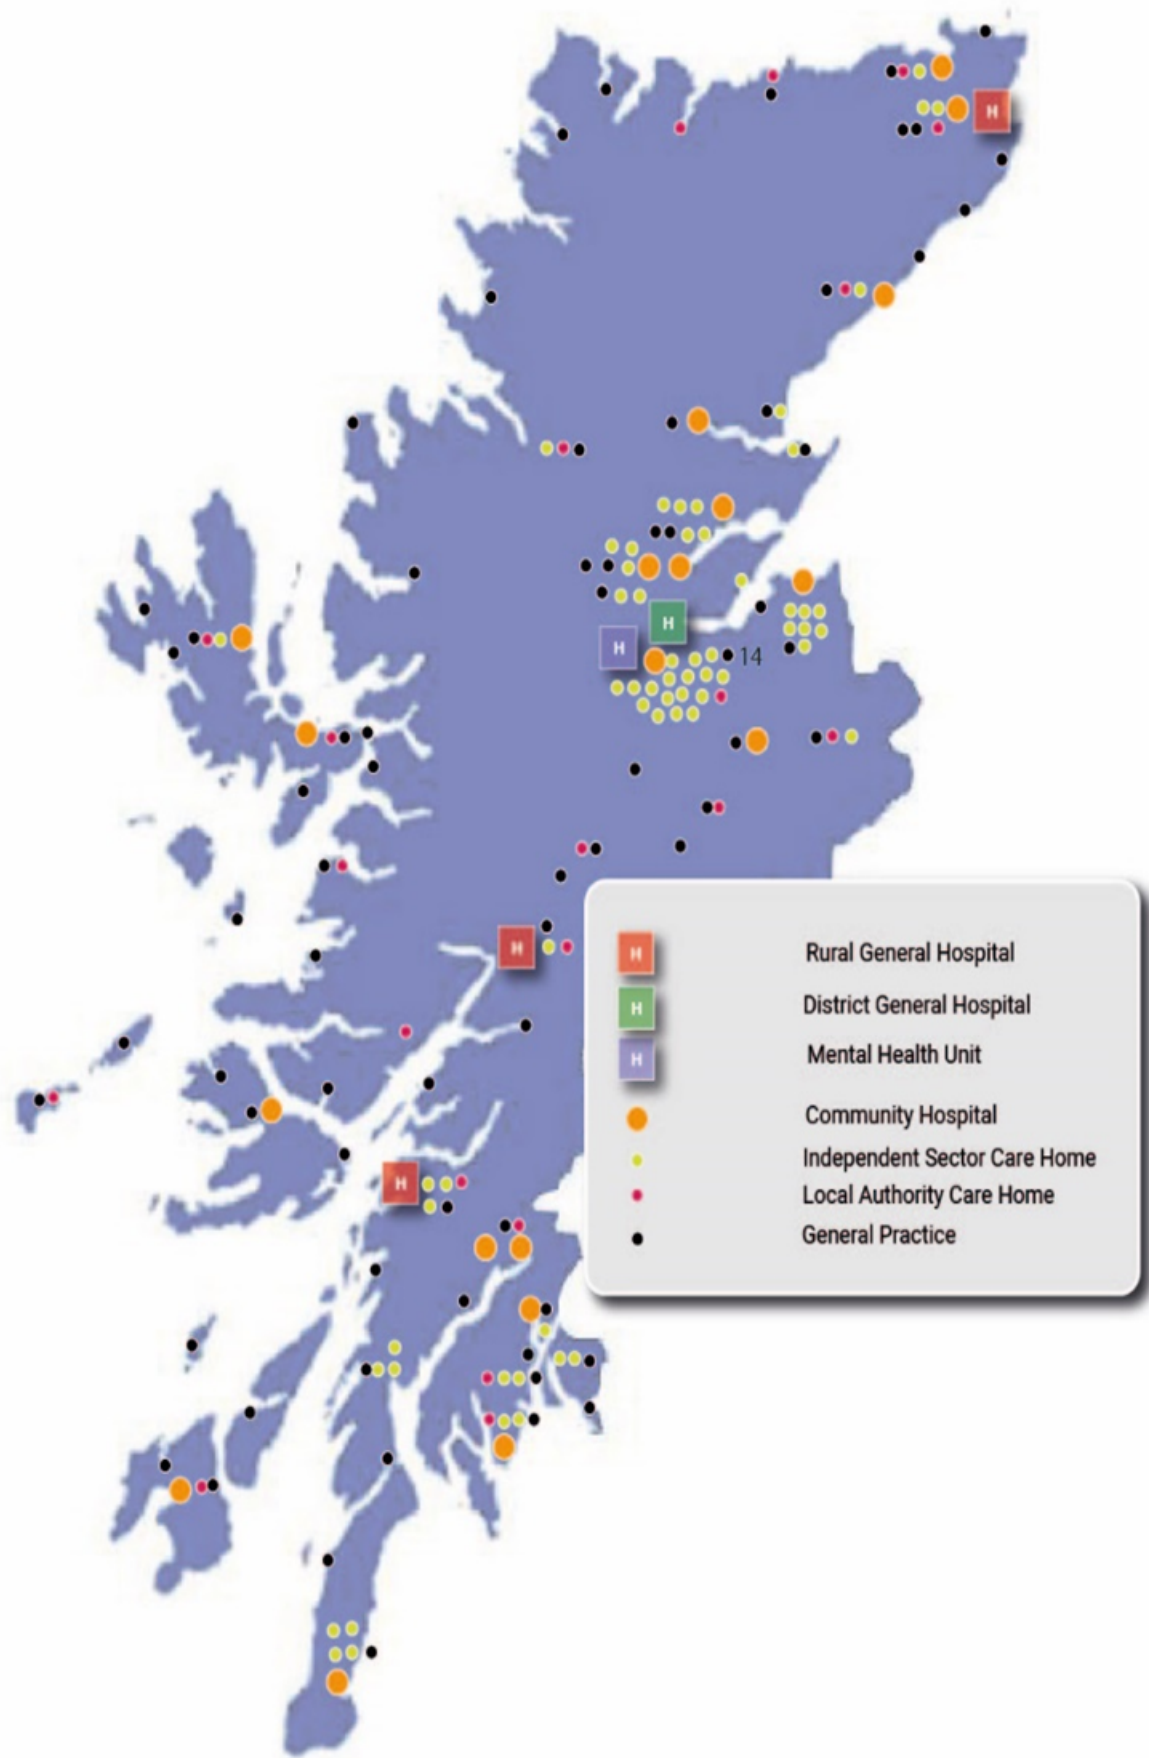 H
H
H
14
H
H
H Rural General Hospital
H District General Hospital
H Mental Health Unit
Community Hospital
Independent Sector Care Home
Local Authority Care Home
General Practice